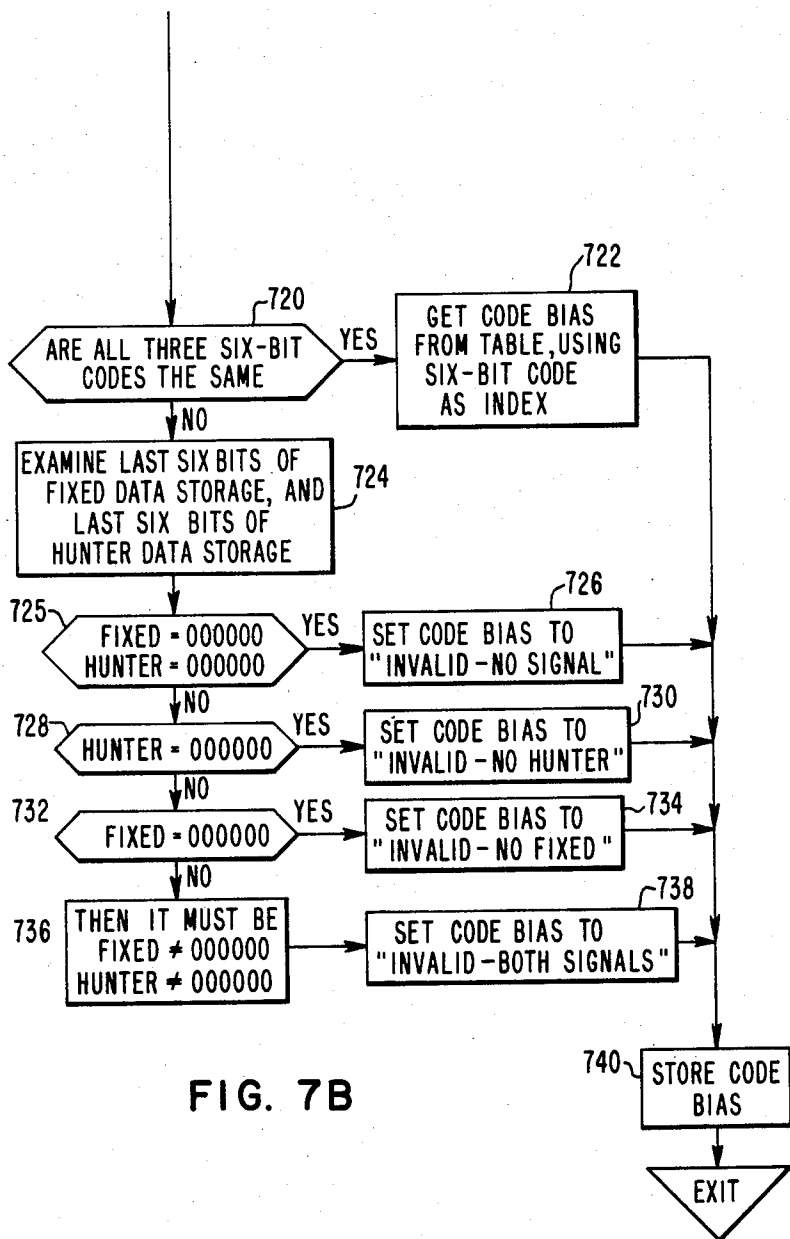 720
ARE ALL THREE SIX-BIT
CODES THE SAME
YES
722
GET CODE BIAS
FROM TABLE, USING
SIX-BIT CODE
AS INDEX
NO
EXAMINE LAST SIX BITS OF
FIXED DATA STORAGE, AND
LAST SIX BITS OF
HUNTER DATA STORAGE
724
725
FIXED = 000000
HUNTER = 000000
YES
726
SET CODE BIAS TO
"INVALID-NO SIGNAL"
NO
728
HUNTER = 000000
YES
730
SET CODE BIAS TO
"INVALID-NO HUNTER"
NO
732
FIXED = 000000
YES
734
SET CODE BIAS TO
"INVALID-NO FIXED"
NO
736
THEN IT MUST BE
FIXED ≠ 000000
HUNTER ≠ 000000
738
SET CODE BIAS TO
"INVALID-BOTH SIGNALS"
740
STORE CODE
BIAS
EXIT
FIG. 7B